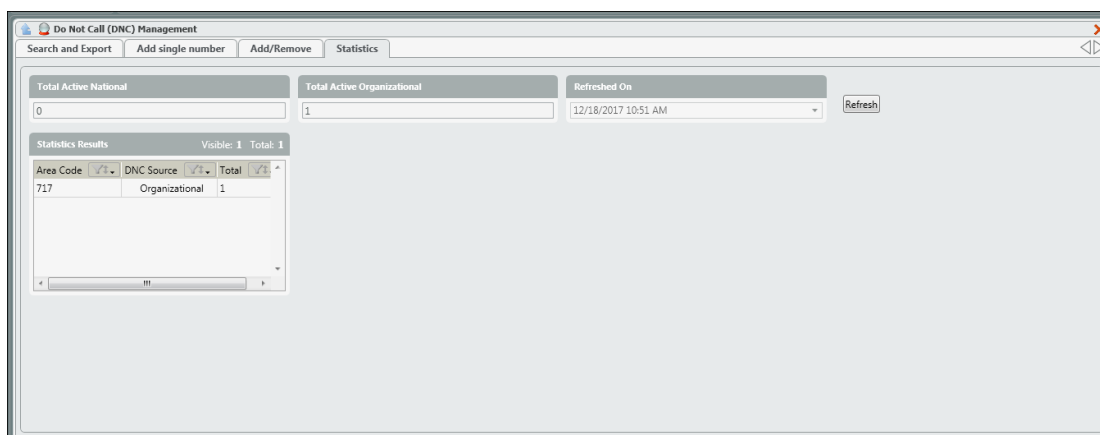 Do Not Call (DNC) Management
Search and Export Add single number Add/Remove Statistics
Total Active National Total Active Organizational Refreshed On
0 1 12/18/2017 10:51 AM Refresh
Statistics Results Visible: 1 Total: 1
Area Code DNC Source Total
717 Organizational 1